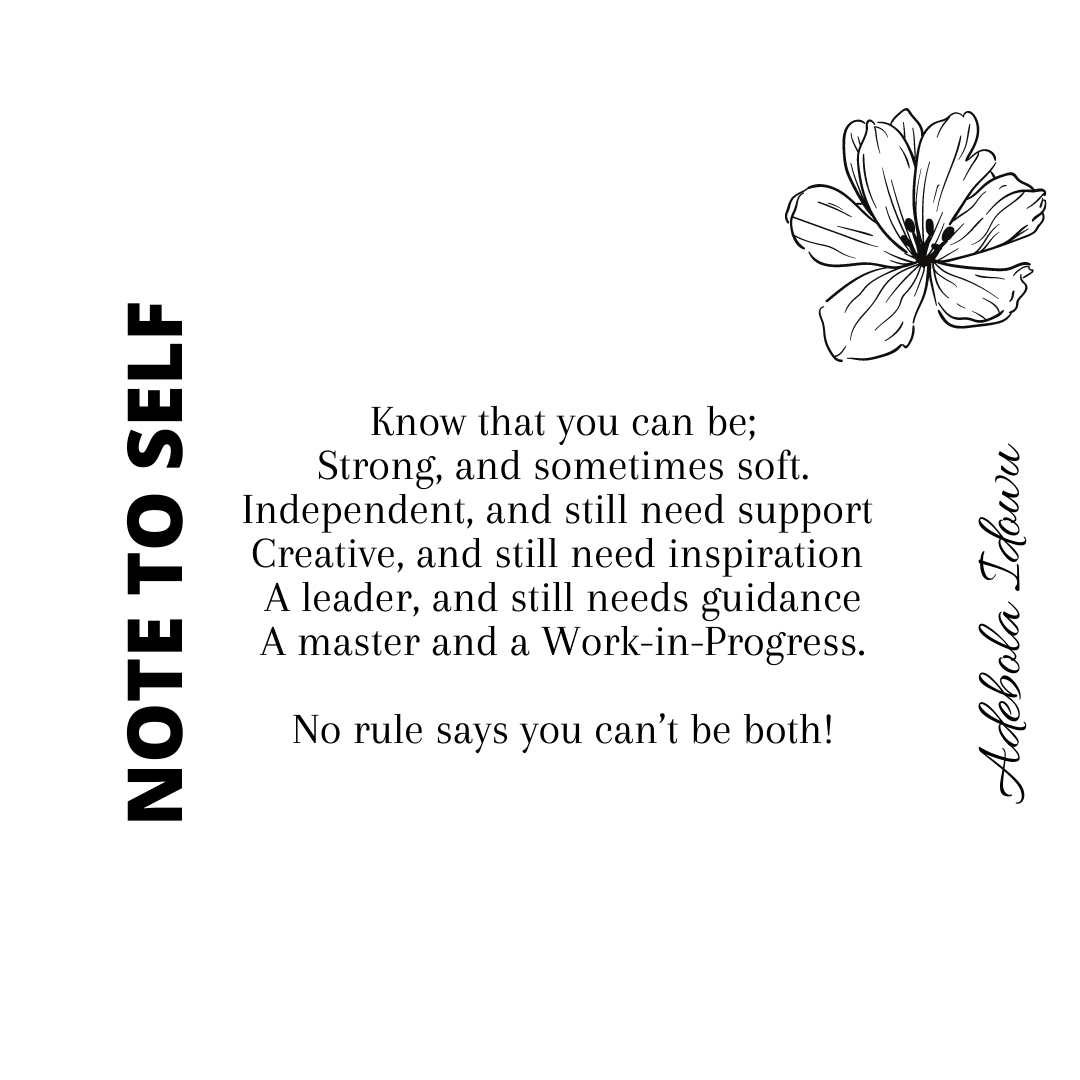 NOTE TO SELF
Know that you can be;
Strong, and sometimes soft.
Independent, and still need support
Creative, and still need inspiration
A leader, and still needs guidance
A master and a Work-in-Progress.
No rule says you can’t be both!
Adebola Idowu